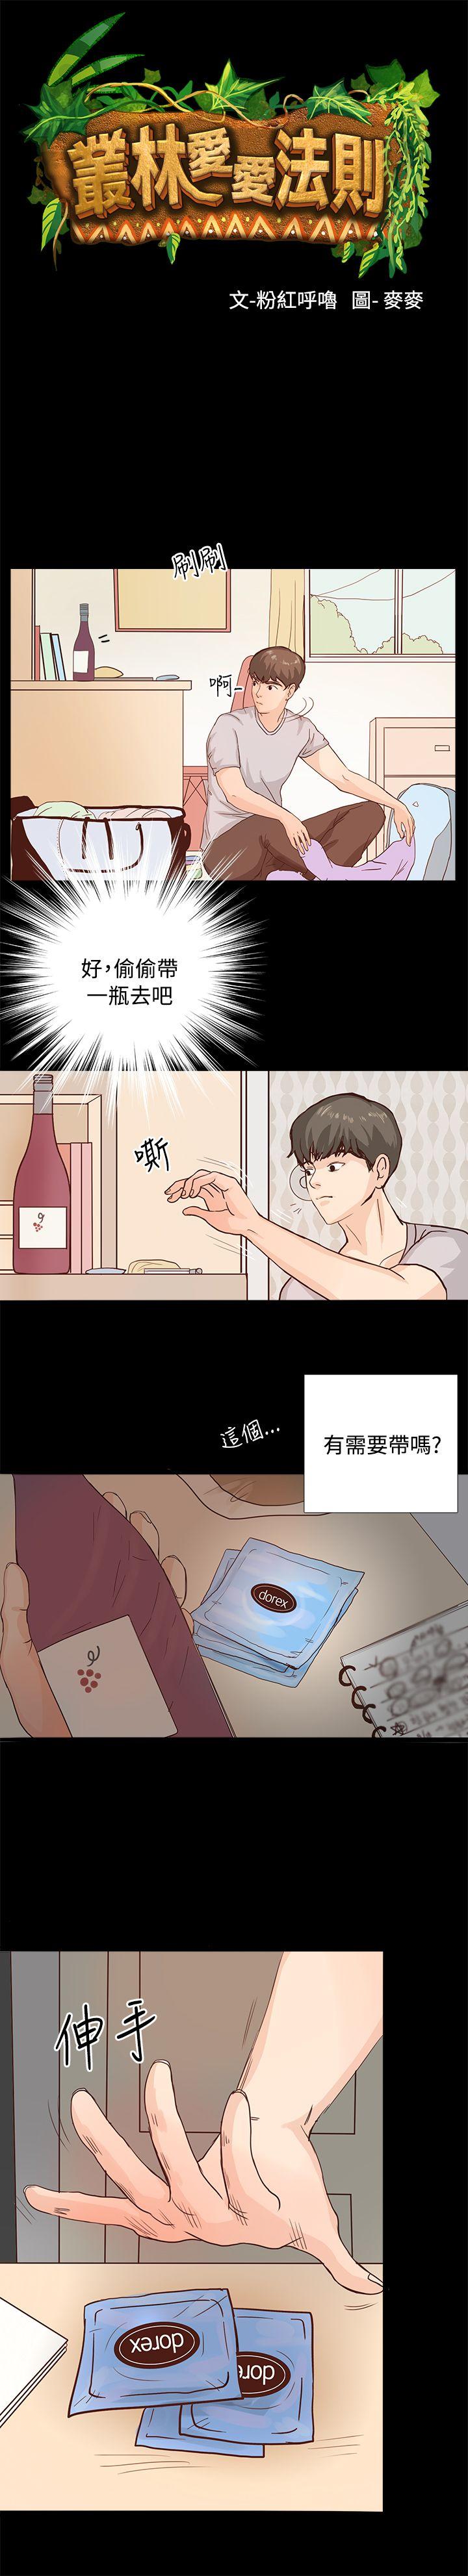 叢林愛愛法則
文-粉紅呼嚕 圖-麥麥
刷刷
啊-
好,偷偷帶
一瓶去吧
嘶
有需要帶嗎?
這個...
dorex
伸手
dorex
dorex